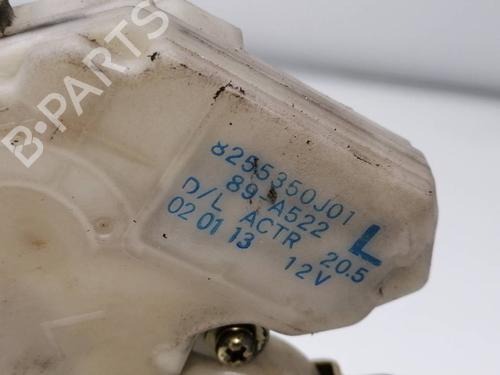 B-PARTS
8255350J01
89-A522 L
D/L ACTR 20.5
02 01 13 12V